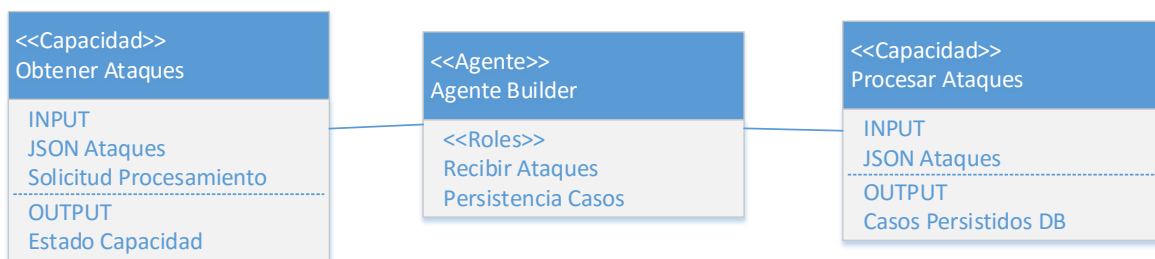 <<Capacidad>>
Obtener Ataques
INPUT
JSON Ataques
Solicitud Procesamiento
OUTPUT
Estado Capacidad
<<Agente>>
Agente Builder
<<Roles>>
Recibir Ataques
Persistencia Casos
<<Capacidad>>
Procesar Ataques
INPUT
JSON Ataques
OUTPUT
Casos Persistidos DB